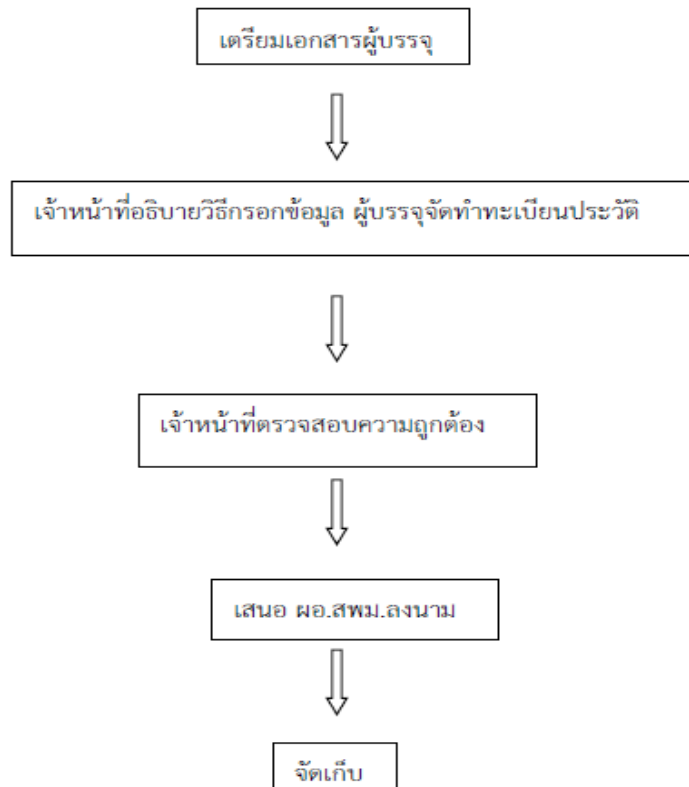 เตรียมเอกสารผู้บรรจุ
เจ้าหน้าที่อธิบายวิธีกรอกข้อมูล ผู้บรรจุจัดทำทะเบียนประวัติ
เจ้าหน้าที่ตรวจสอบความถูกต้อง
เสนอ ผอ.สพม.ลงนาม
จัดเก็บ